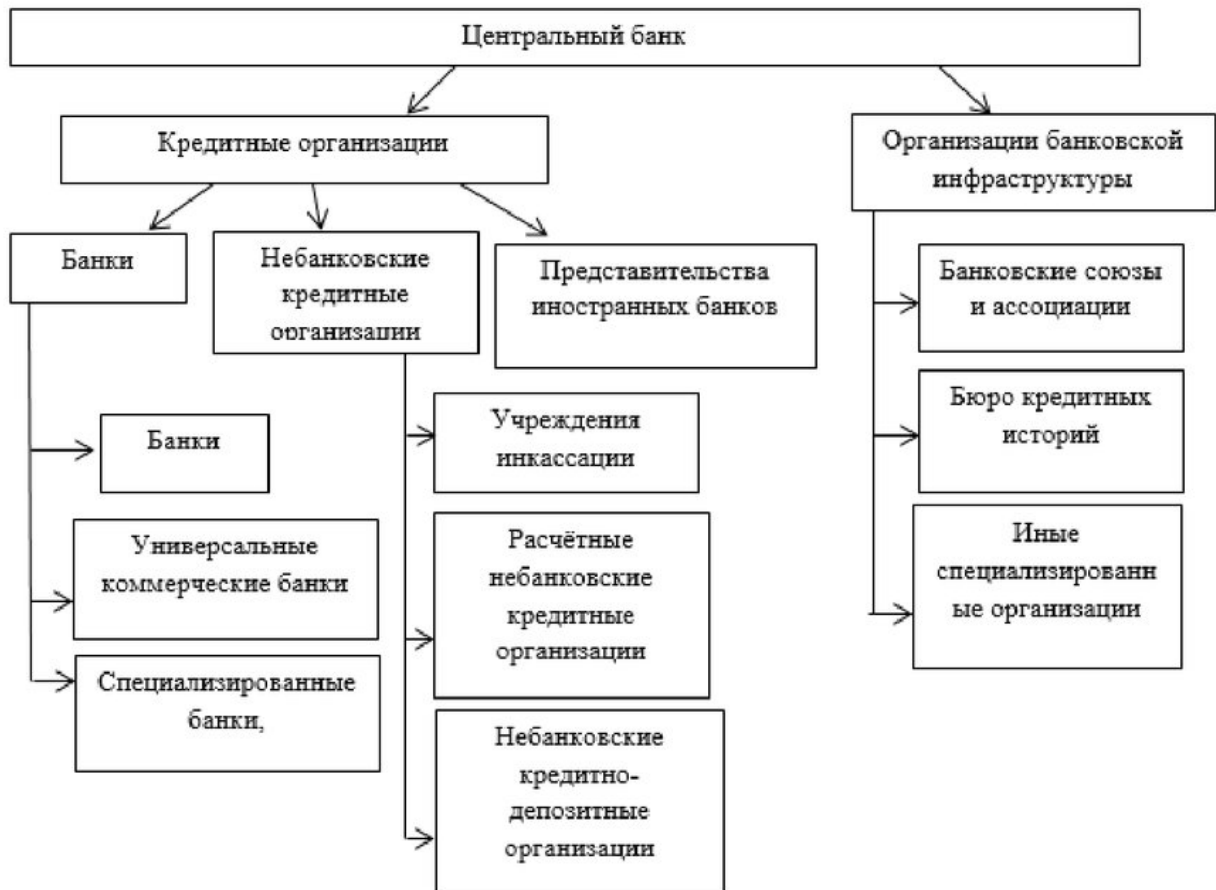 Центральный банк
Кредитные организации
Организации банковской
инфраструктуры
Банки
Небанковские
кредитные
организации
Представительства
иностранных банков
Банковские союзы
и ассоциации
Банки
Учреждения
инкассации
Бюро кредитных
историй
Универсальные
коммерческие банки
Расчётные
небанковские
кредитные
организации
Иные
специализированн
ые организации
Специализированные
банки,
Небанковские
кредитно-
депозитные
организации